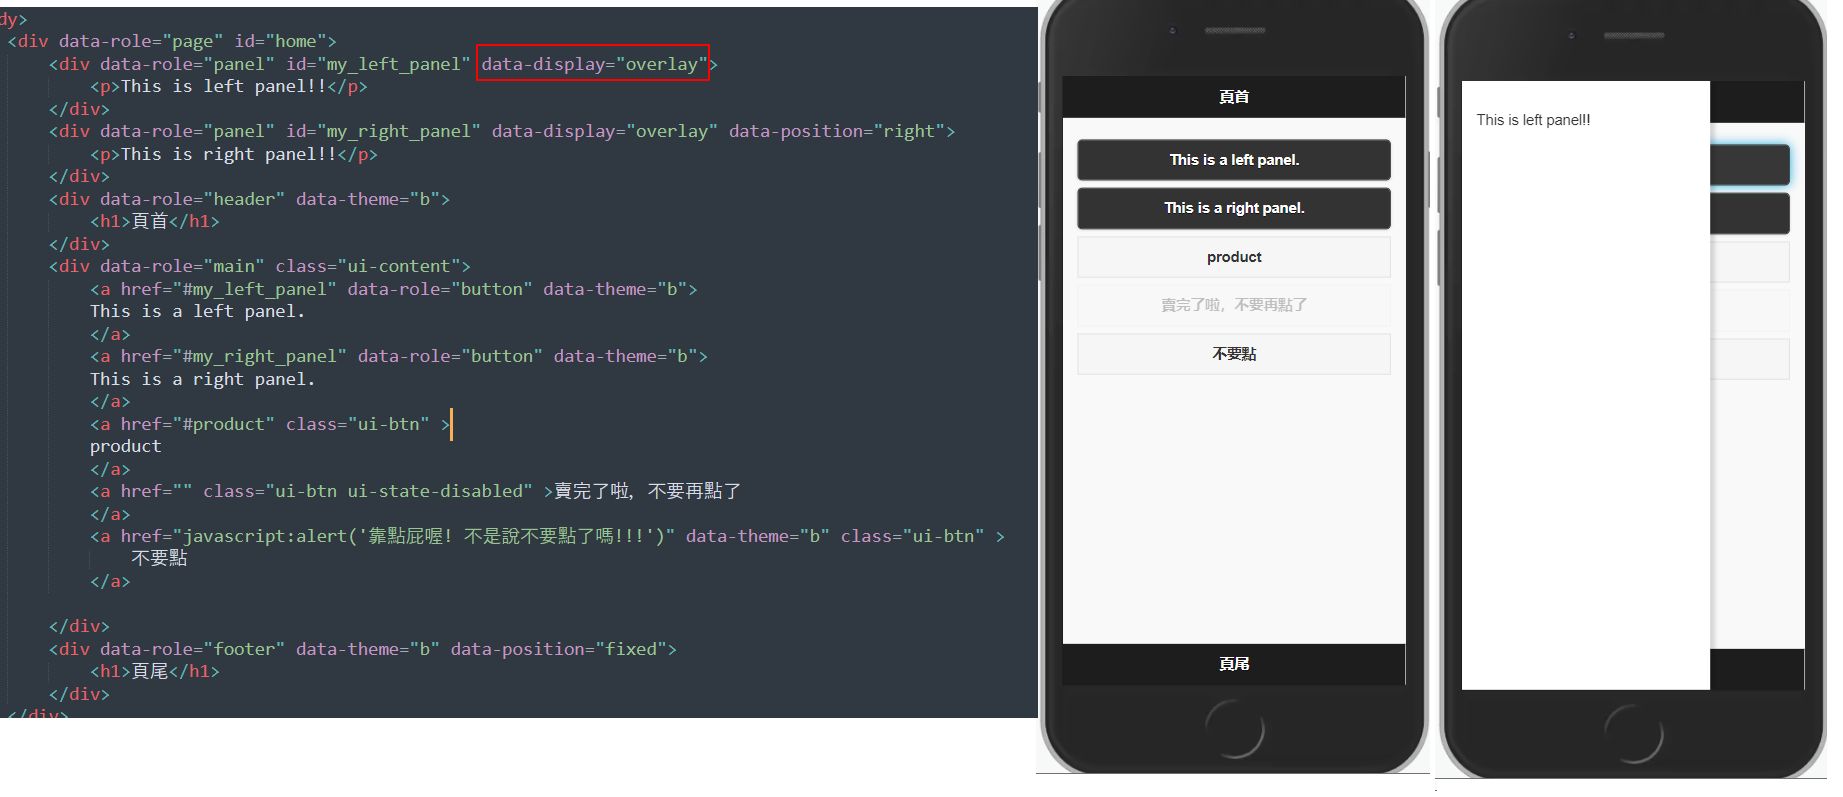 dy>
<div data-role="page" id="home">
<div data-role="panel" id="my_left_panel" data-display="overlay">
<p>This is left panel!!</p>
</div>
<div data-role="panel" id="my_right_panel" data-display="overlay" data-position="right">
<p>This is right panel!!</p>
</div>
<div data-role="header" data-theme="b">
<h1>頁首</h1>
</div>
<div data-role="main" class="ui-content">
<a href="#my_left_panel" data-role="button" data-theme="b">
This is a left panel.
</a>
<a href="#my_right_panel" data-role="button" data-theme="b">
This is a right panel.
</a>
<a href="#product" class="ui-btn" >
product
</a>
<a href="" class="ui-btn ui-state-disabled" >賣完了啦, 不要再點了
</a>
<a href="javascript:alert('靠點屁喔! 不是說不要點了嗎!!!')" data-theme="b" class="ui-btn" >
不要點
</a>
</div>
<div data-role="footer" data-theme="b" data-position="fixed">
<h1>頁尾</h1>
</div>
</div>
頁首
This is a left panel.
This is a right panel.
product
賣完了啦, 不要再點了
不要點
頁尾
This is left panel!!